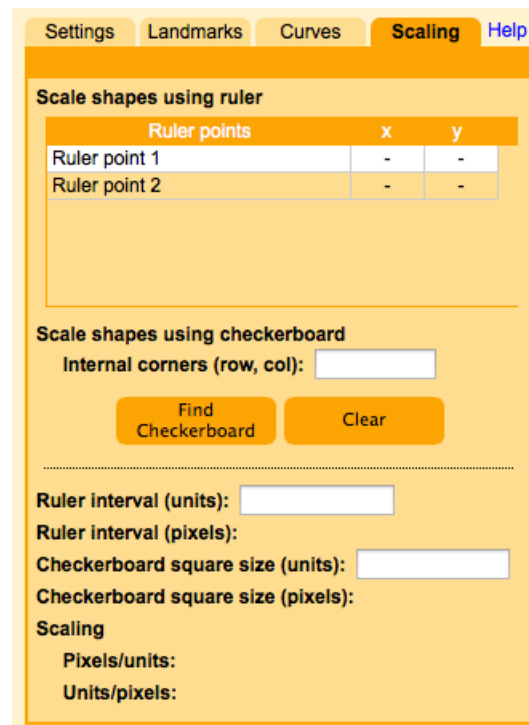 Settings Landmarks Curves Scaling Help
Scale shapes using ruler
Ruler points x y
Ruler point 1 - -
Ruler point 2 - -
Scale shapes using checkerboard
Internal corners (row, col):
Find
Checkerboard
Clear
Ruler interval (units):
Ruler interval (pixels):
Checkerboard square size (units):
Checkerboard square size (pixels):
Scaling
Pixels/units:
Units/pixels: